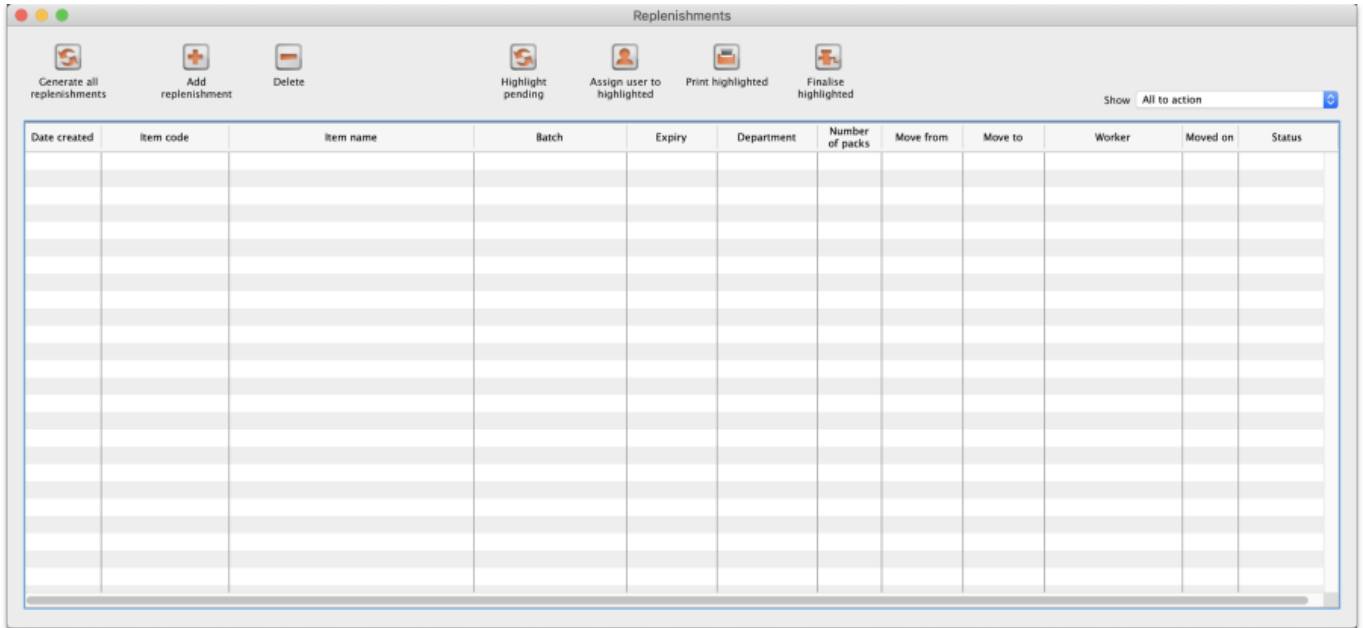 Replenishments
Generate all
replenishments
Add
replenishment
Delete
Highlight
pending
Assign user to
highlighted
Print highlighted
Finalise
highlighted
Show All to action
Date created Item code Item name Batch Expiry Department Number of packs Move from Move to Worker Moved on Status